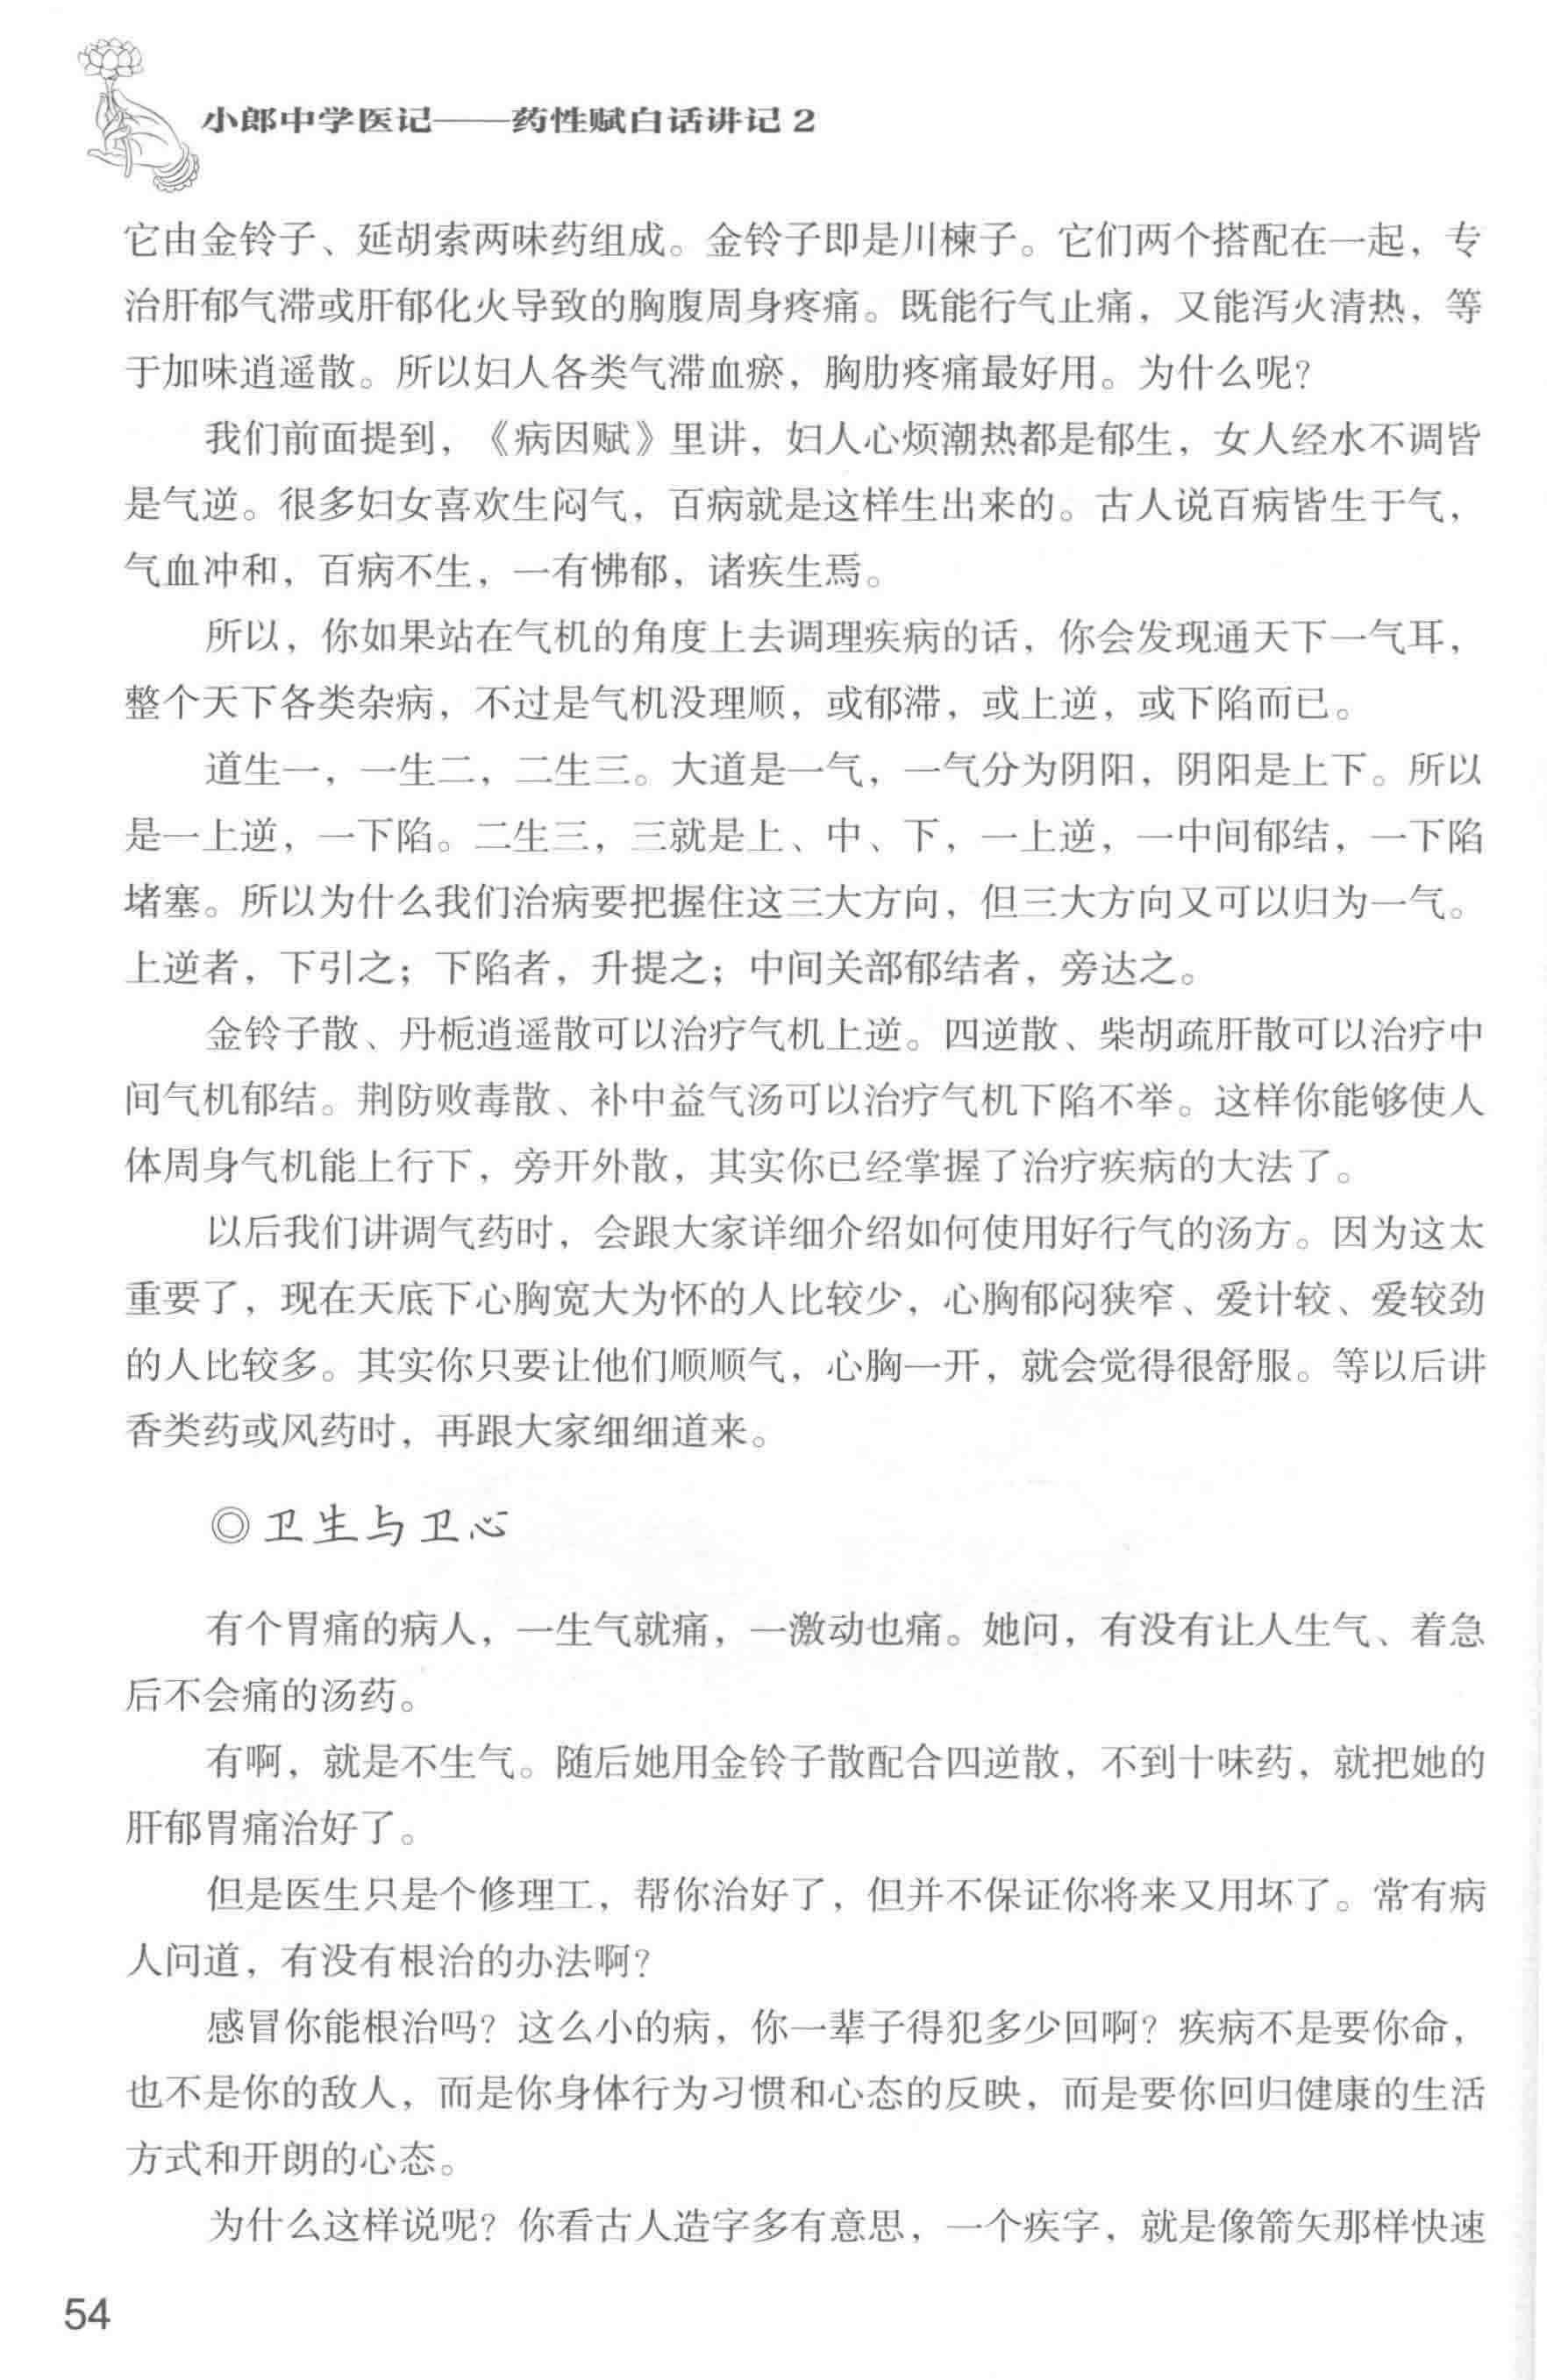 小郎中学医记——药性赋白话讲记 2
它由金铃子、延胡索两味药组成。金铃子即是川楝子。它们两个搭配在一起，专
治肝郁气滞或肝郁化火导致的胸腹周身疼痛。既能行气止痛，又能泻火清热，等
于加味逍遥散。所以妇人各类气滞血瘀，胸肋疼痛最好用。为什么呢？
我们前面提到，《病因赋》里讲，妇人心烦潮热都是郁生，女人经水不调皆
是气逆。很多妇女喜欢生闷气，百病就是这样生出来的。古人说百病皆生于气，
气血冲和，百病不生，一有怫郁，诸疾生焉。
所以，你如果站在气机的角度上去调理疾病的话，你会发现通天下一气耳，
整个天下各类杂病，不过是气机没理顺，或郁滞，或上逆，或下陷而已。
道生一，一生二，二生三。大道是一气，一气分为阴阳，阴阳是上下。所以
是一上逆，一下陷。二生三，三就是上、中、下，一上逆，一中间郁结，一下陷
堵塞。所以为什么我们治病要把握住这三大方向，但三大方向又可以归为一气。
上逆者，下引之；下陷者，升提之；中间关部郁结者，旁达之。
金铃子散、丹栀逍遥散可以治疗气机上逆。四逆散、柴胡疏肝散可以治疗中
间气机郁结。荆防败毒散、补中益气汤可以治疗气机下陷不举。这样你能够使人
体周身气机能上行下，旁开外散，其实你已经掌握了治疗疾病的大法了。
以后我们讲调气药时，会跟大家详细介绍如何使用好行气的汤方。因为这太
重要了，现在天底下心胸宽大为怀的人比较少，心胸郁闷狭窄、爱计较、爱较劲
的人比较多。其实你只要让他们顺顺气，心胸一开，就会觉得很舒服。等以后讲
香类药或风药时，再跟大家细细道来。
◎卫生与卫心
有个胃痛的病人，一生气就痛，一激动也痛。她问，有没有让人生气、着急
后不会痛的汤药。
有啊，就是不生气。随后她用金铃子散配合四逆散，不到十味药，就把她的
肝郁胃痛治好了。
但是医生只是个修理工，帮你治好了，但并不保证你将来又用坏了。常有病
人问道，有没有根治的办法啊？
感冒你能根治吗？这么小的病，你一辈子得犯多少回啊？疾病不是要你命，
也不是你的敌人，而是你身体行为习惯和心态的反映，而是要你回归健康的生活
方式和开朗的心态。
为什么这样说呢？你看古人造字多有意思，一个疾字，就是像箭矢那样快速
54